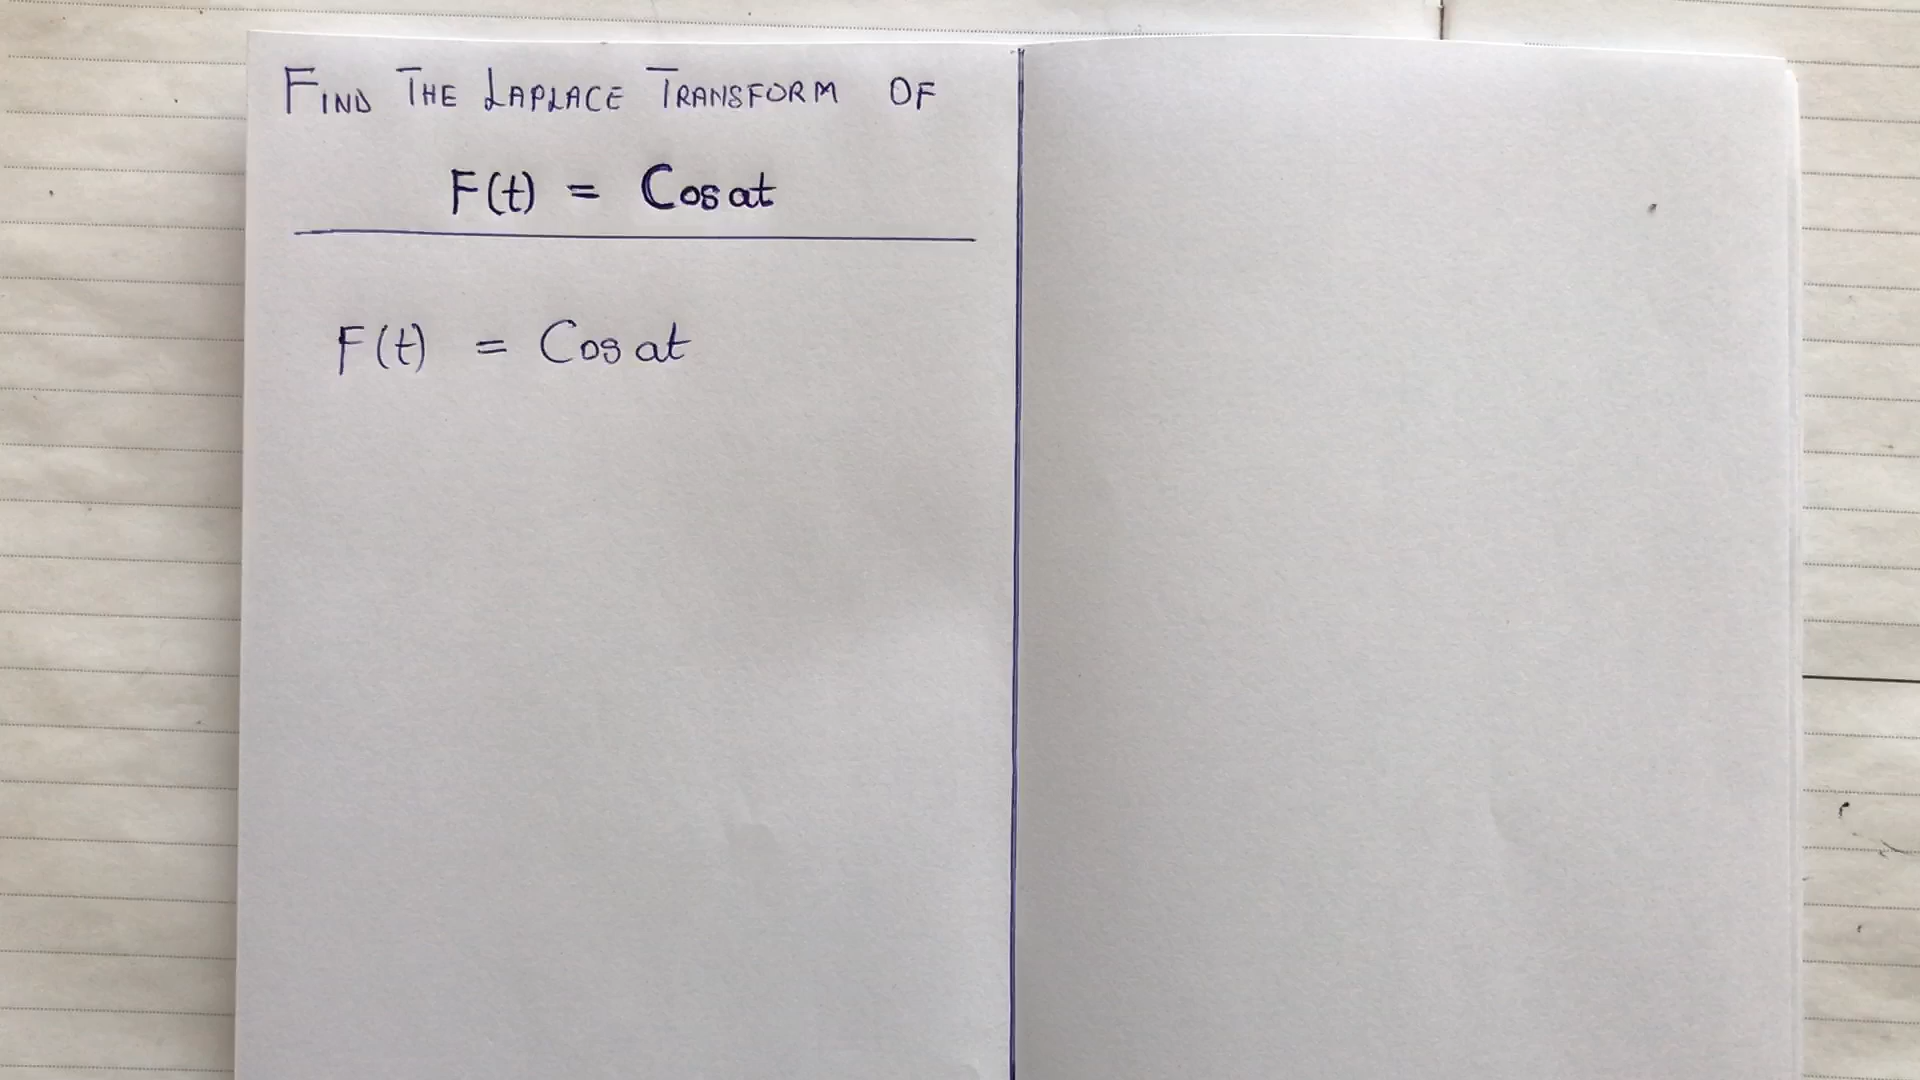 FIND THE LAPLACE TRANSFORM OF
F(t) = Cos at
F(t) = Cos at